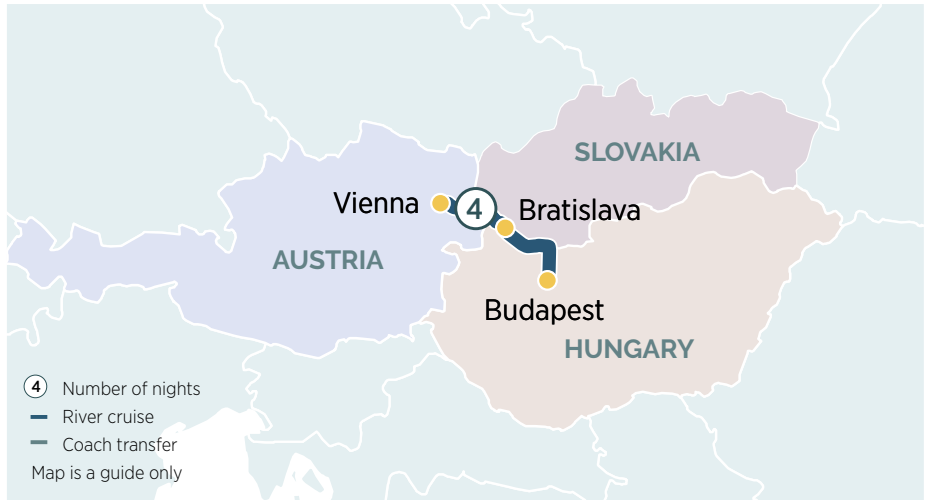 SLOVAKIA
Vienna
4
Bratislava
AUSTRIA
Budapest
HUNGARY
4 Number of nights
River cruise
Coach transfer
Map is a guide only